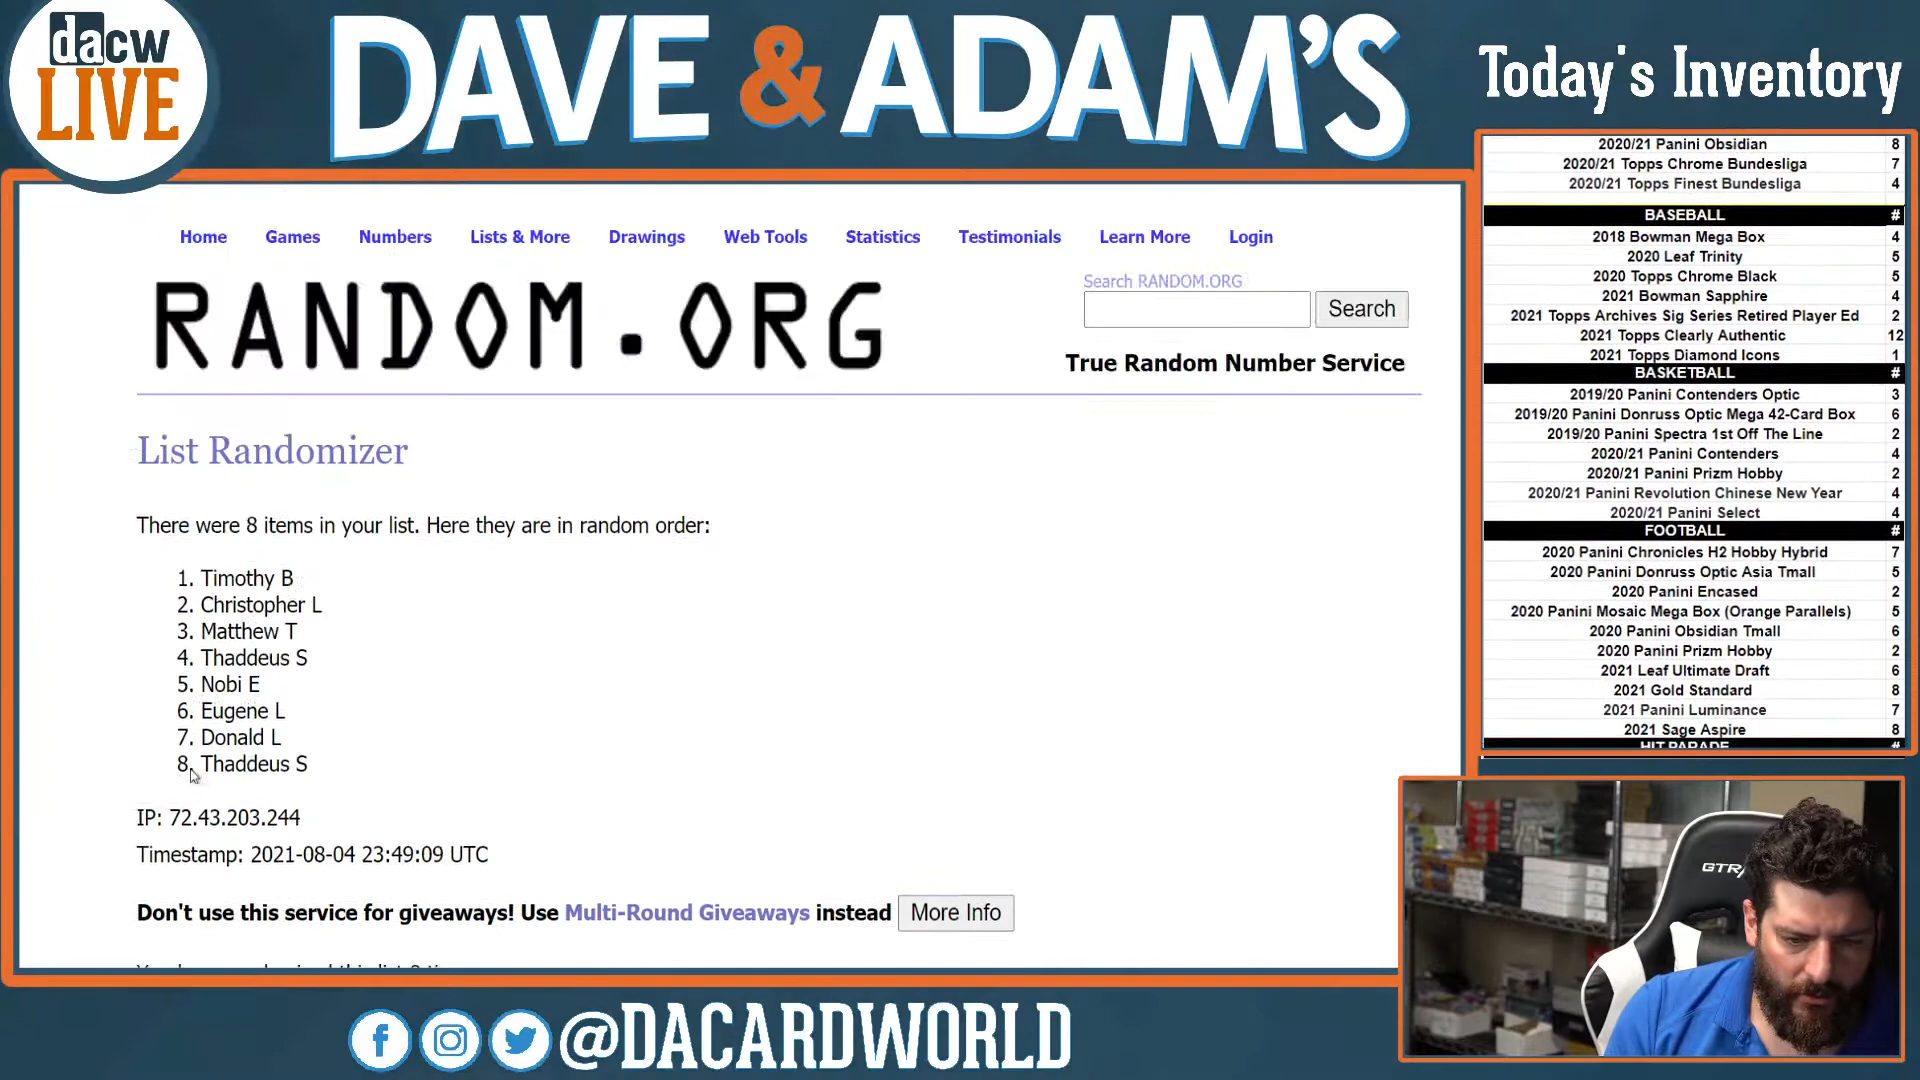 dacw
LIVE
DAVE & ADAM'S
Today's Inventory
2020/21 Panini Obsidian 8
2020/21 Topps Chrome Bundesliga 7
2020/21 Topps Finest Bundesliga 4
BASEBALL #
2018 Bowman Mega Box 4
2020 Leaf Trinity 5
2020 Topps Chrome Black 5
2021 Bowman Sapphire 4
2021 Topps Archives Sig Series Retired Player Ed 2
2021 Topps Clearly Authentic 12
2021 Topps Diamond Icons 1
BASKETBALL #
2019/20 Panini Contenders Optic 3
2019/20 Panini Donruss Optic Mega 42-Card Box 6
2019/20 Panini Spectra 1st Off The Line 2
2020/21 Panini Contenders 4
2020/21 Panini Prizm Hobby 2
2020/21 Panini Revolution Chinese New Year 4
2020/21 Panini Select 4
FOOTBALL #
2020 Panini Chronicles H2 Hobby Hybrid 7
2020 Panini Donruss Optic Asia Tmall 5
2020 Panini Encased 2
2020 Panini Mosaic Mega Box (Orange Parallels) 5
2020 Panini Obsidian Tmall 6
2020 Panini Prizm Hobby 2
2021 Leaf Ultimate Draft 6
2021 Gold Standard 8
2021 Panini Luminance 7
2021 Sage Aspire 8
HIT PARADE #
Home Games Numbers Lists & More Drawings Web Tools Statistics Testimonials Learn More Login
RANDOM.ORG
Search RANDOM.ORG
Search
True Random Number Service
List Randomizer
There were 8 items in your list. Here they are in random order:
1. Timothy B
2. Christopher L
3. Matthew T
4. Thaddeus S
5. Nobi E
6. Eugene L
7. Donald L
8. Thaddeus S
IP: 72.43.203.244
Timestamp: 2021-08-04 23:49:09 UTC
Don't use this service for giveaways! Use Multi-Round Giveaways instead More Info
@DACARDWORLD